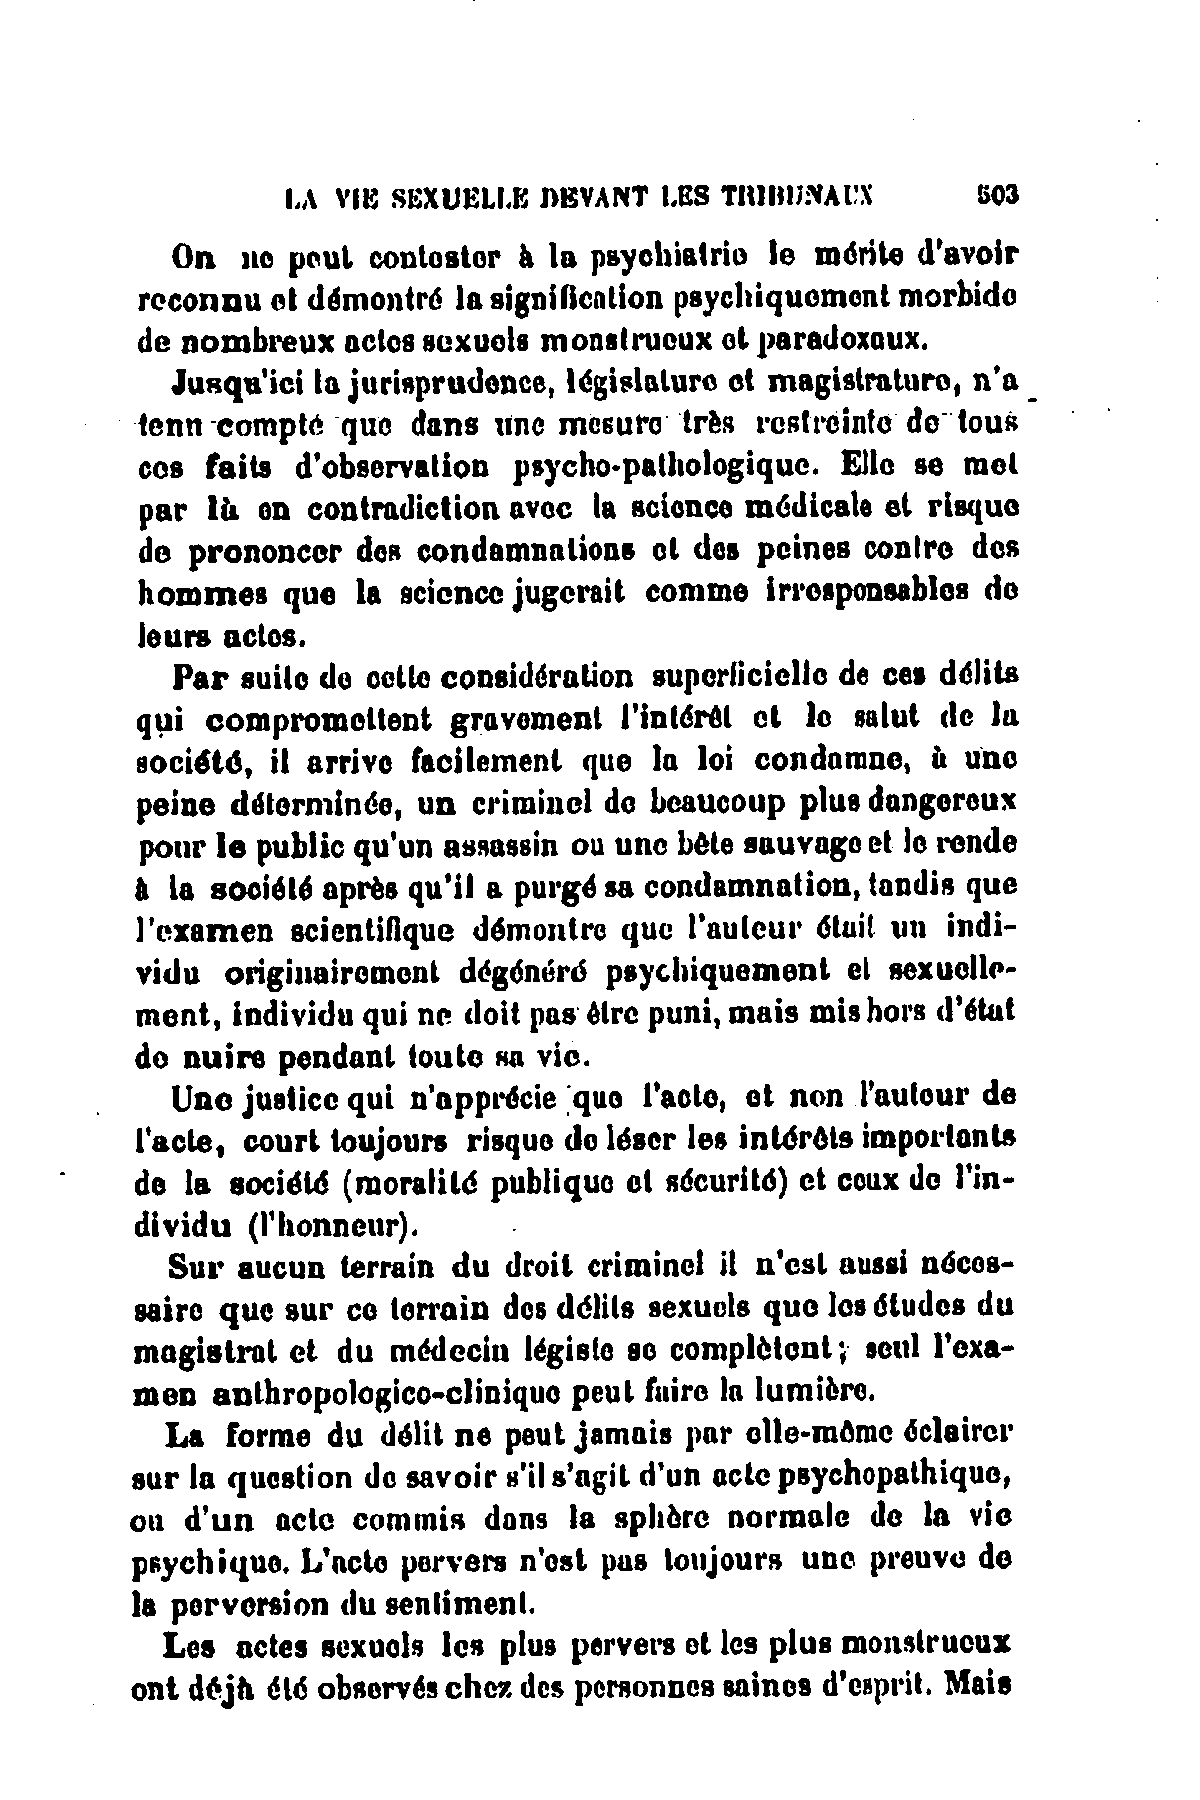 LA VIE SEXUELLE DEVANT LES TRIBUNAUX 503
On ne peut contester à la psychiatrie le mérite d'avoir
reconnu et démontré la signification psychiquement morbide
de nombreux actes sexuels monstrueux et paradoxaux.
Jusqu'ici la jurisprudence, législature et magistrature, n'a
tenu compte que dans une mesure très restreinte de tous
ces faits d'observation psycho-pathologique. Elle se met
par là en contradiction avec la science médicale et risque
de prononcer des condamnations et des peines contre des
hommes que la science jugerait comme irresponsables de
leurs actes.
Par suite de cette considération superficielle de ces délits
qui compromettent gravement l'intérêt et le salut de la
société, il arrive facilement que la loi condamne, à une
peine déterminée, un criminel de beaucoup plus dangereux
pour le public qu'un assassin ou une bête sauvage et le rende
à la société après qu'il a purgé sa condamnation, tandis que
l'examen scientifique démontre que l'auteur était un indi-
vidu originairement dégénéré psychiquement et sexuelle-
ment, individu qui ne doit pas être puni, mais mis hors d'état
de nuire pendant toute sa vie.
Une justice qui n'apprécie que l'acte, et non l'auteur de
l'acte, court toujours risque de léser les intérêts importants
de la société (moralité publique et sécurité) et ceux de l'in-
dividu (l'honneur).
Sur aucun terrain du droit criminel il n'est aussi néces-
saire que sur ce terrain des délits sexuels que les études du
magistrat et du médecin légiste se complètent; seul l'exa-
men anthropologico-clinique peut faire la lumière.
La forme du délit ne peut jamais par elle-même éclairer
sur la question de savoir s'il s'agit d'un acte psychopathique,
ou d'un acte commis dans la sphère normale de la vie
psychique. L'acte pervers n'est pas toujours une preuve de
la perversion du sentiment.
Les actes sexuels les plus pervers et les plus monstrueux
ont déjà été observés chez des personnes saines d'esprit. Mais